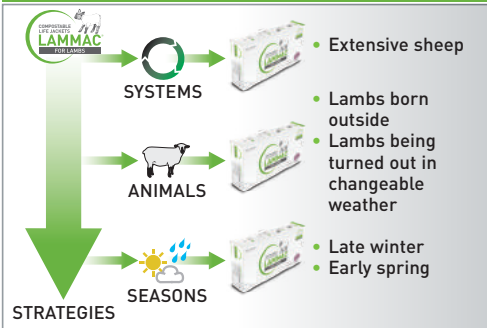 COMPOSTABLE
LIFE JACKETS
LAMMAC
FOR LAMBS
SYSTEMS
• Extensive sheep
ANIMALS
• Lambs born
outside
• Lambs being
turned out in
changeable
weather
SEASONS
• Late winter
• Early spring
STRATEGIES